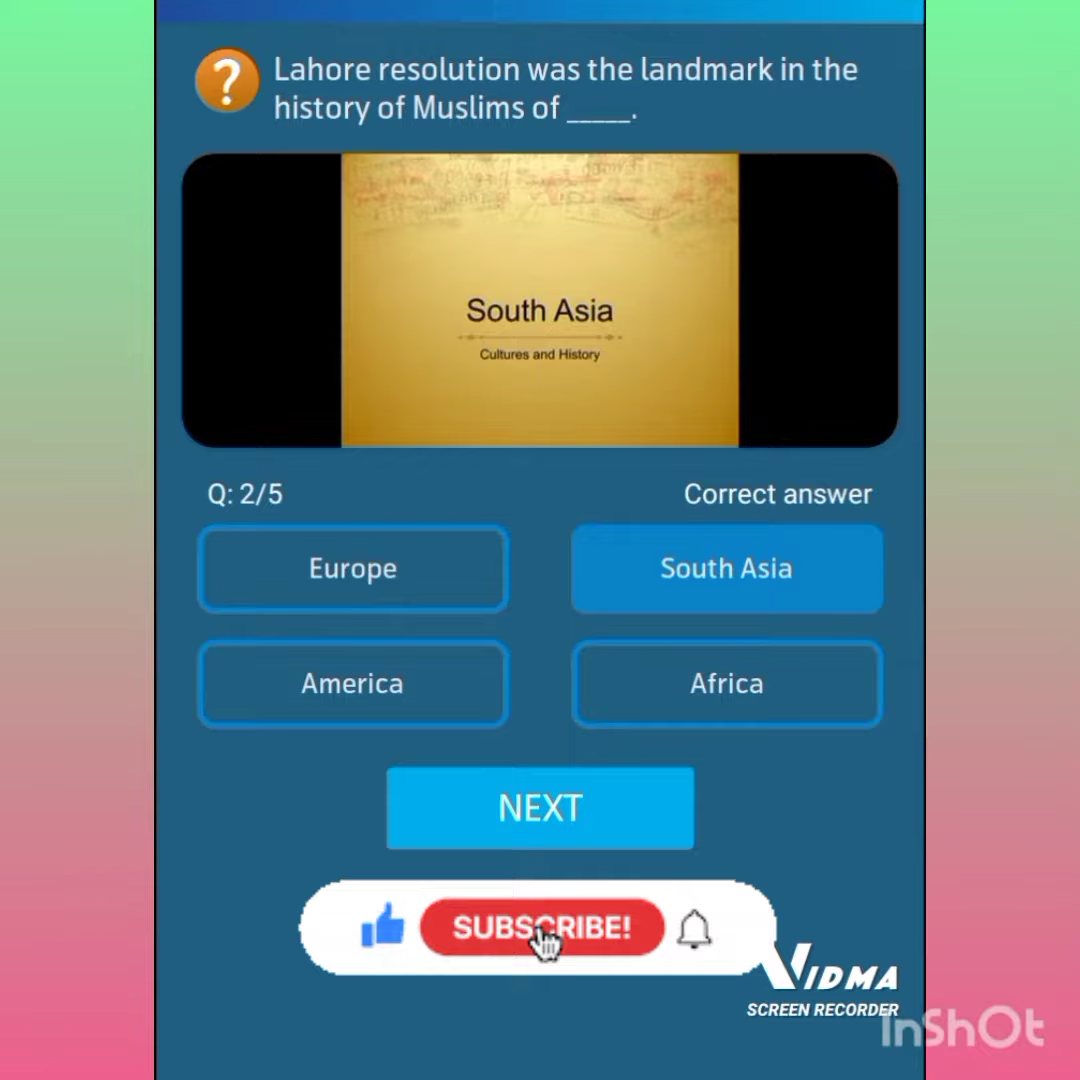 ?
Lahore resolution was the landmark in the
history of Muslims of _____.
South Asia
Cultures and History
Q: 2/5
Correct answer
Europe
South Asia
America
Africa
NEXT
SUBSCRIBE!
VIDMA
SCREEN RECORDER
InShOt